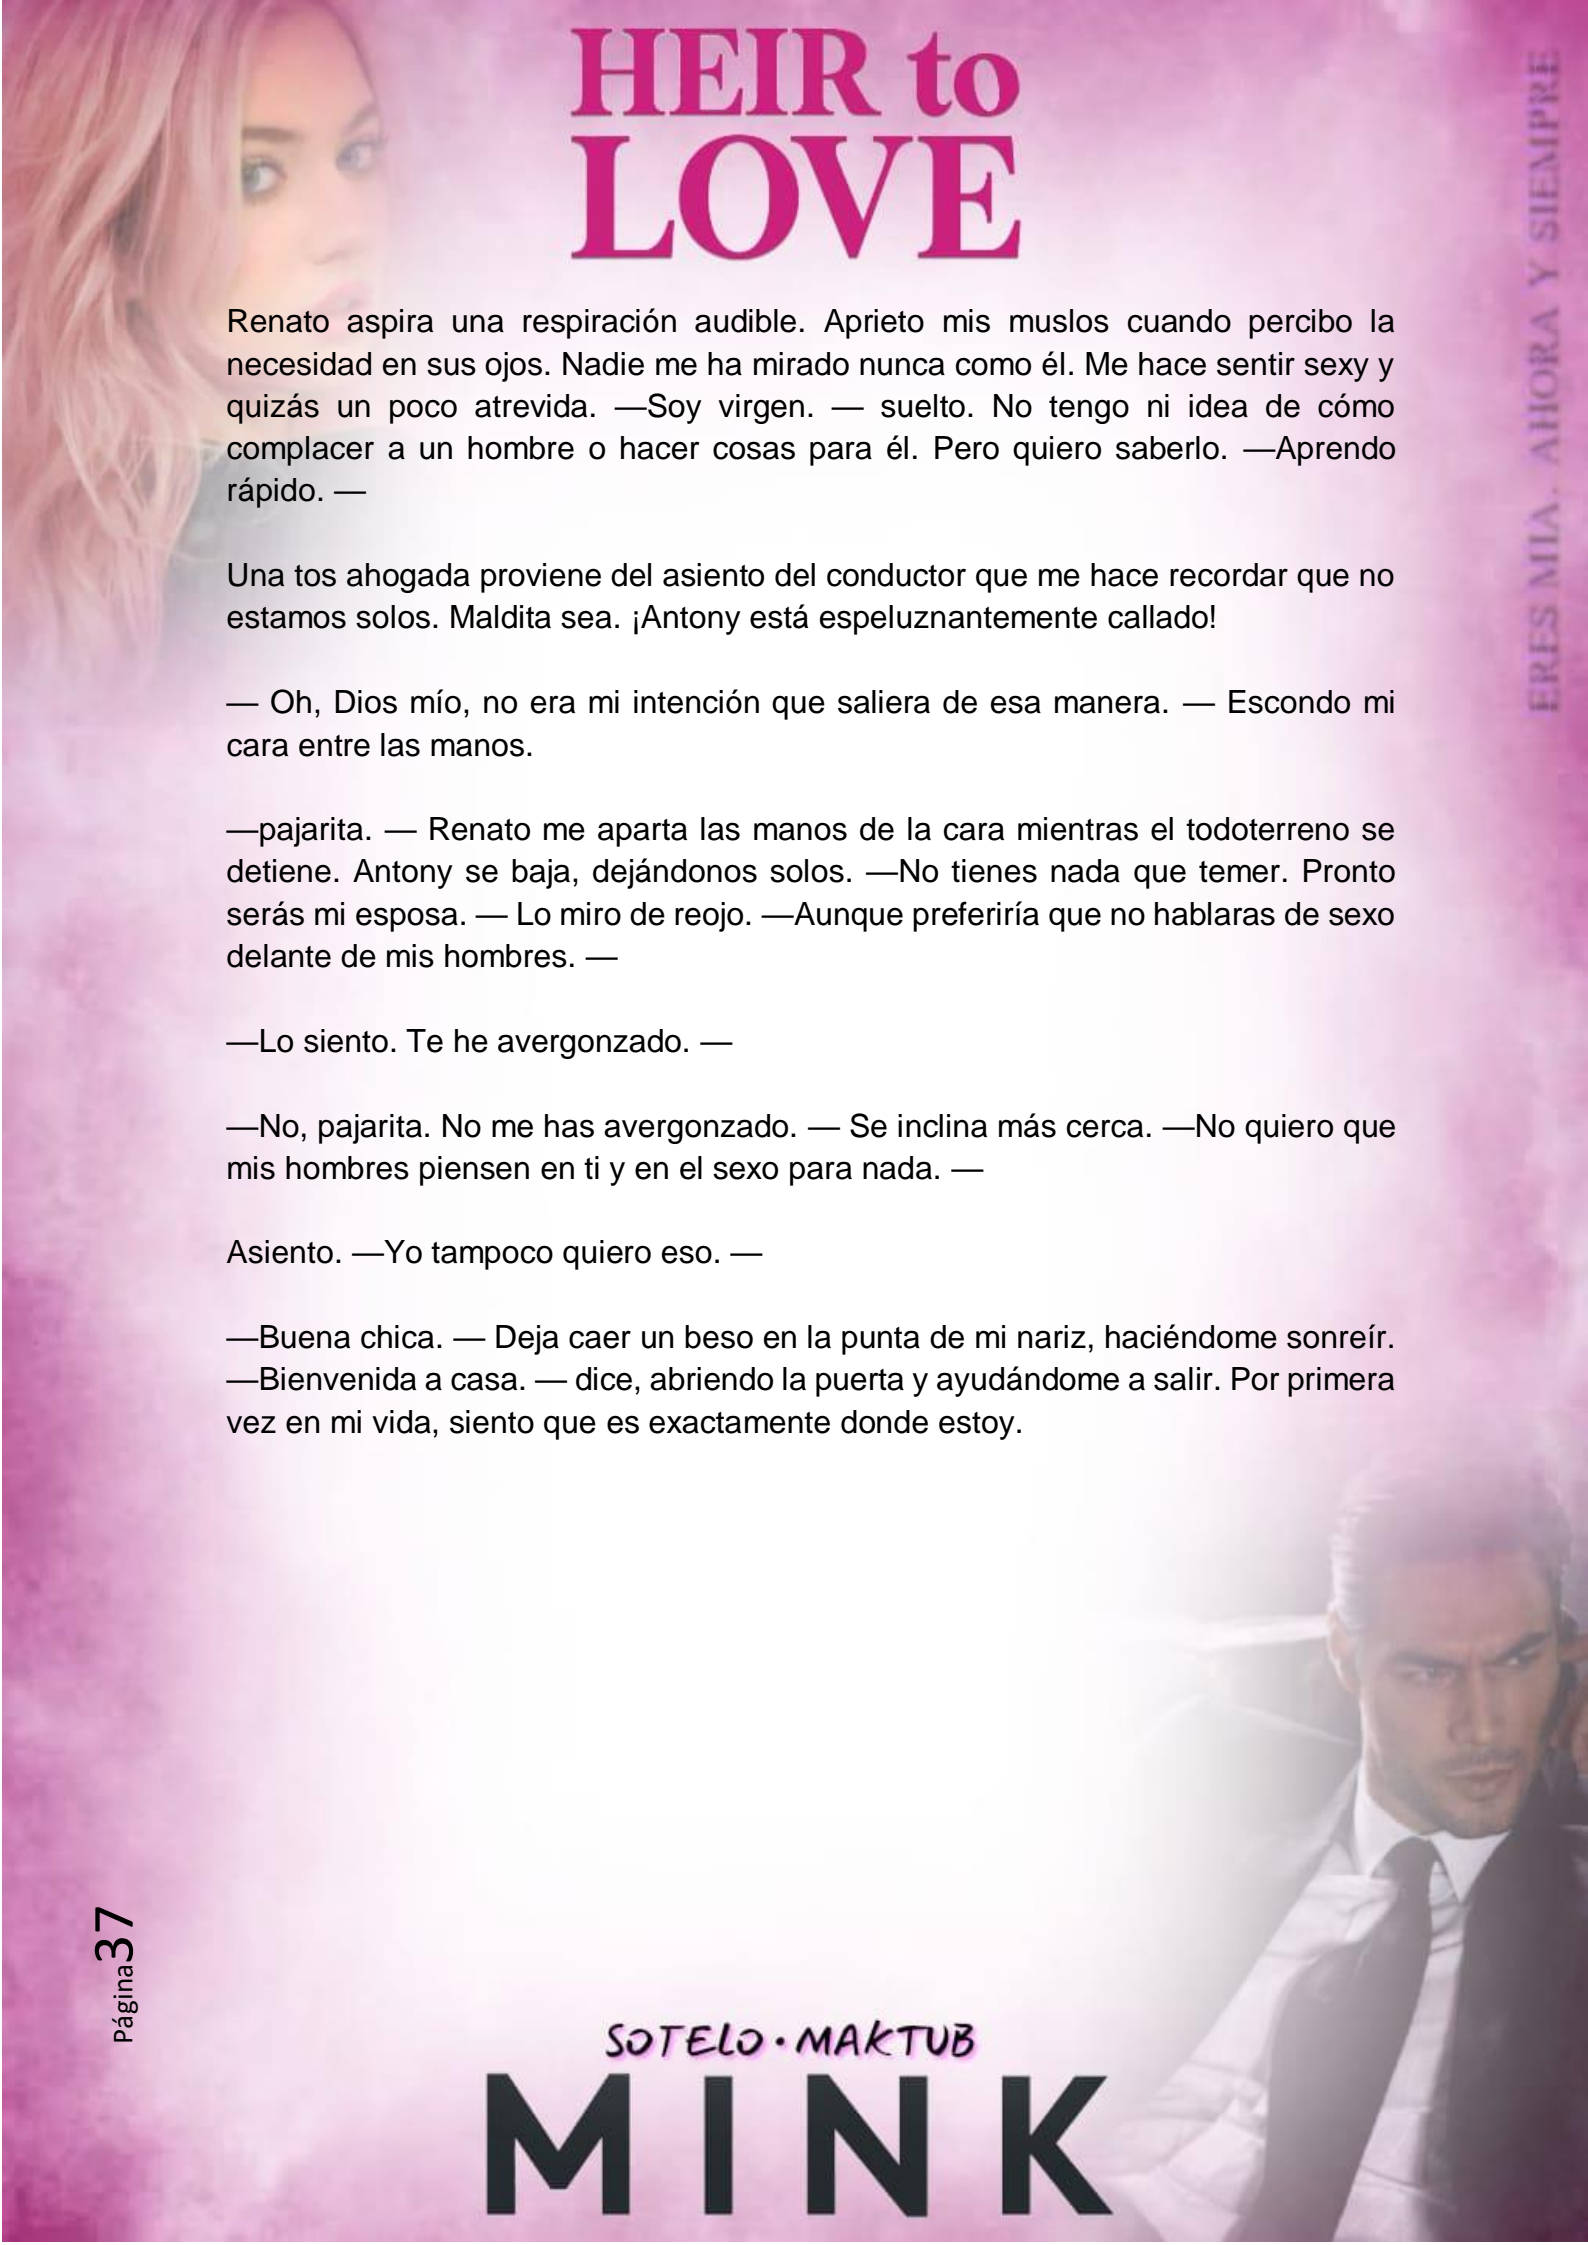 HEIR to
LOVE
ERES MIA. AHORA Y SIEMPRE
Renato aspira una respiración audible. Aprieto mis muslos cuando percibo la
necesidad en sus ojos. Nadie me ha mirado nunca como él. Me hace sentir sexy y
quizás un poco atrevida. —Soy virgen. — suelto. No tengo ni idea de cómo
complacer a un hombre o hacer cosas para él. Pero quiero saberlo. —Aprendo
rápido. —
Una tos ahogada proviene del asiento del conductor que me hace recordar que no
estamos solos. Maldita sea. ¡Antony está espeluznantemente callado!
— Oh, Dios mío, no era mi intención que saliera de esa manera. — Escondo mi
cara entre las manos.
—pajarita. — Renato me aparta las manos de la cara mientras el todoterreno se
detiene. Antony se baja, dejándonos solos. —No tienes nada que temer. Pronto
serás mi esposa. — Lo miro de reojo. —Aunque preferiría que no hablaras de sexo
delante de mis hombres. —
—Lo siento. Te he avergonzado. —
—No, pajarita. No me has avergonzado. — Se inclina más cerca. —No quiero que
mis hombres piensen en ti y en el sexo para nada. —
Asiento. —Yo tampoco quiero eso. —
—Buena chica. — Deja caer un beso en la punta de mi nariz, haciéndome sonreír.
—Bienvenida a casa. — dice, abriendo la puerta y ayudándome a salir. Por primera
vez en mi vida, siento que es exactamente donde estoy.
Página37
SOTELO · MAKTUB
MINK